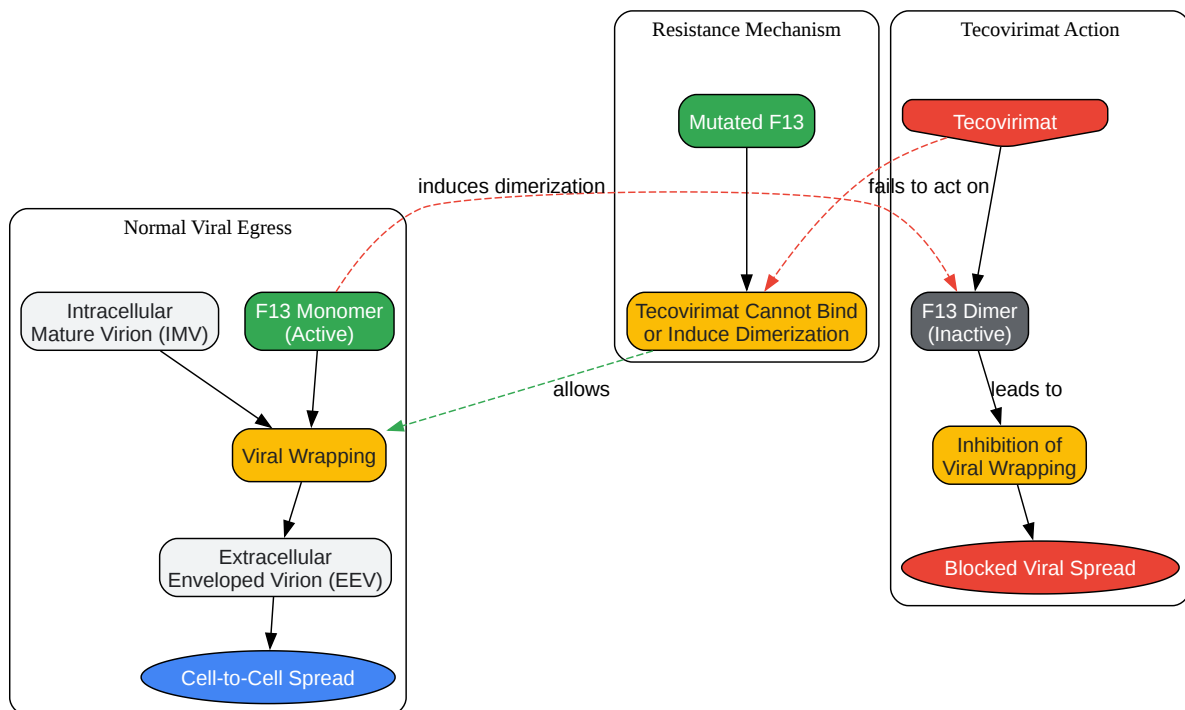 Resistance Mechanism
Tecovirimat Action
Mutated F13
Tecovirimat
induces dimerization
fails to act on
Normal Viral Egress
Intracellular
Mature Virion (IMV)
F13 Monomer
(Active)
Tecovirimat Cannot Bind
or Induce Dimerization
F13 Dimer
(Inactive)
allows
leads to
Viral Wrapping
Inhibition of
Viral Wrapping
Extracellular
Enveloped Virion (EEV)
Blocked Viral Spread
Cell-to-Cell Spread